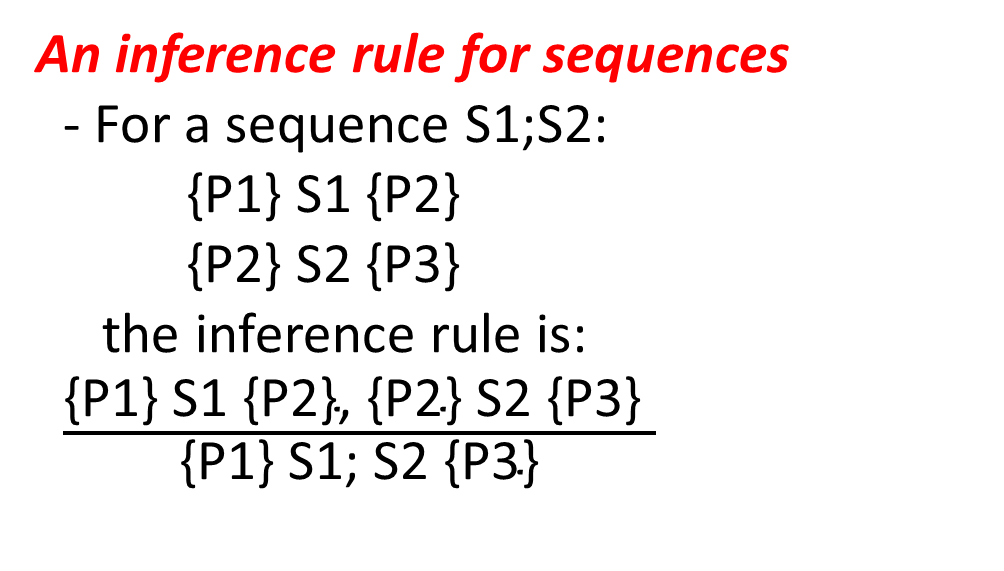 An inference rule for sequences
- For a sequence S1;S2:
{P1} S1 {P2}
{P2} S2 {P3}
the inference rule is:
{P1} S1 {P2}., {P2.} S2 {P3}
{P1} S1; S2 {P3.}